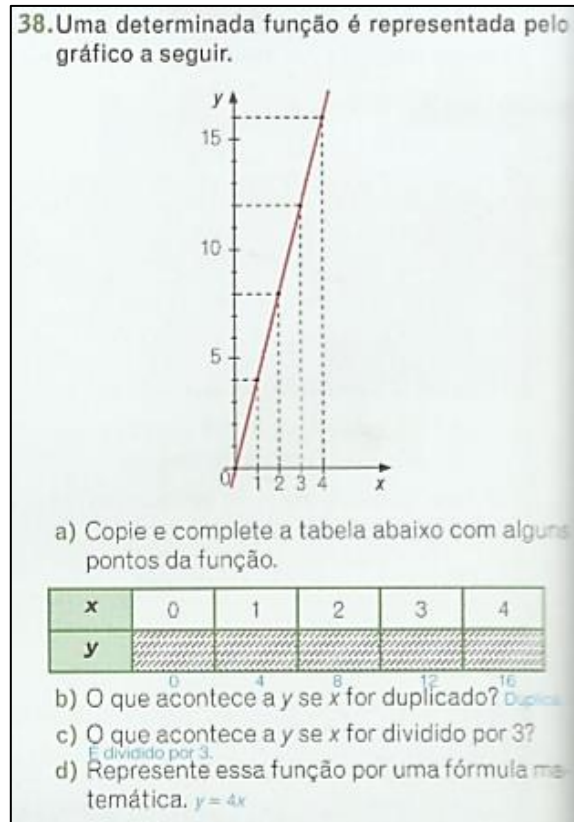 38. Uma determinada função é representada pelo
gráfico a seguir.
y
15
10
5
0 1 2 3 4 x
a) Copie e complete a tabela abaixo com alguns
pontos da função.
x 0 1 2 3 4
y
0 4 8 12 16
b) O que acontece a y se x for duplicado? Duplica.
c) O que acontece a y se x for dividido por 3?
É dividido por 3.
d) Represente essa função por uma fórmula ma-
temática. y = 4x